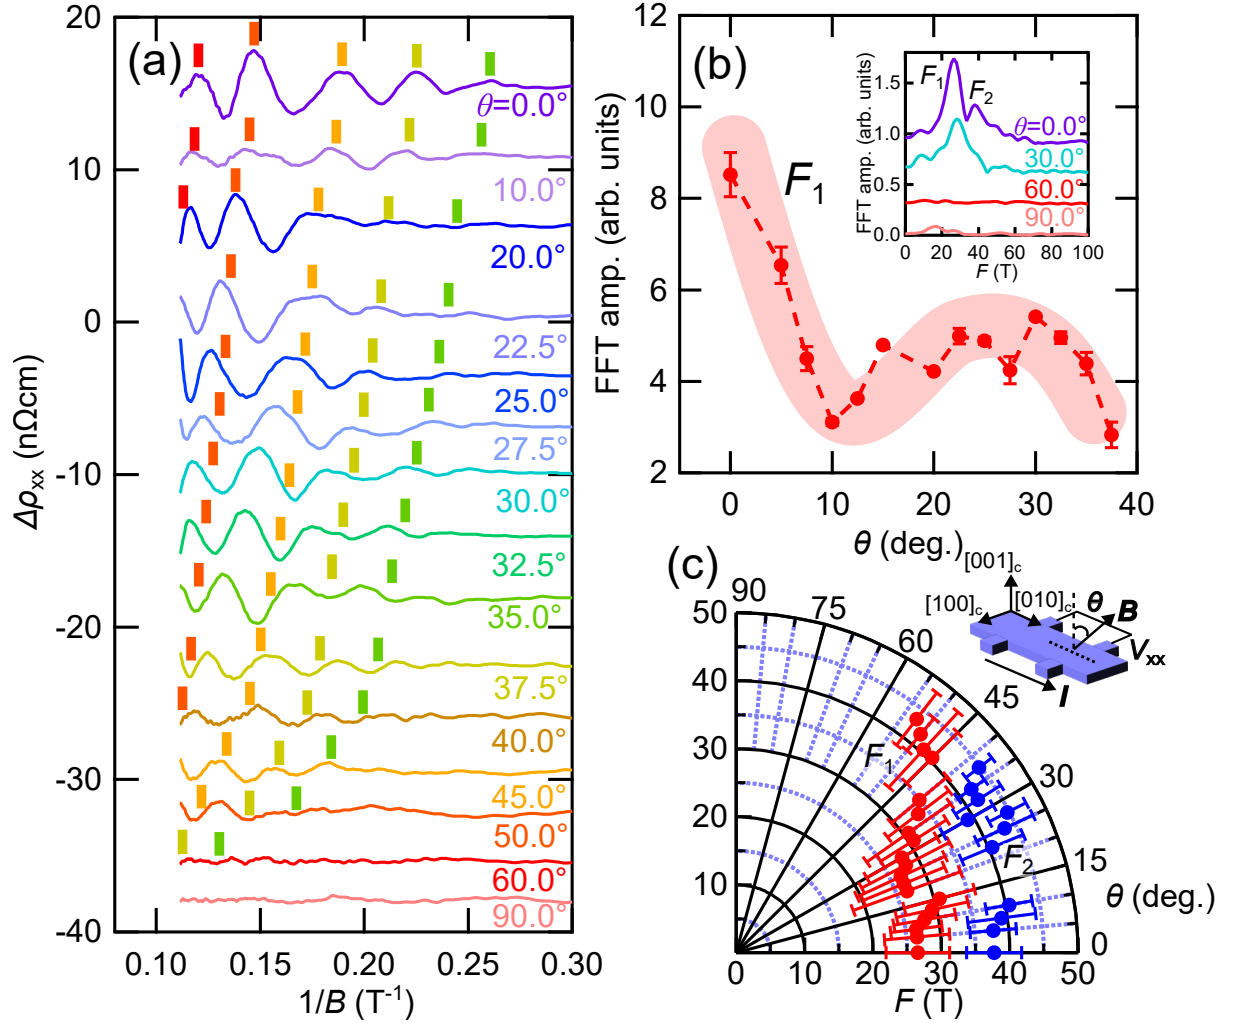 (a)
20
10
0
-10
-20
-30
-40
Δρxx (nΩcm)
θ=0.0°
10.0°
20.0°
22.5°
25.0°
27.5°
30.0°
32.5°
35.0°
37.5°
40.0°
45.0°
50.0°
60.0°
90.0°
0.10 0.15 0.20 0.25 0.30
1/B (T-1)
(b)
12
10
8
6
4
2
FFT amp. (arb. units)
F1
0 10 20 30 40
θ (deg.)
FFT amp. (arb. units)
1.5
1.0
0.5
0.0
F1
F2
θ=0.0°
30.0°
60.0°
90.0°
0 20 40 60 80 100
F (T)
(c)
[001]c
[100]c
[010]c
θ
B
Vxx
I
90
75
60
45
30
15
0
θ (deg.)
50
40
30
20
10
F1
F2
0 10 20 30 40 50
F (T)